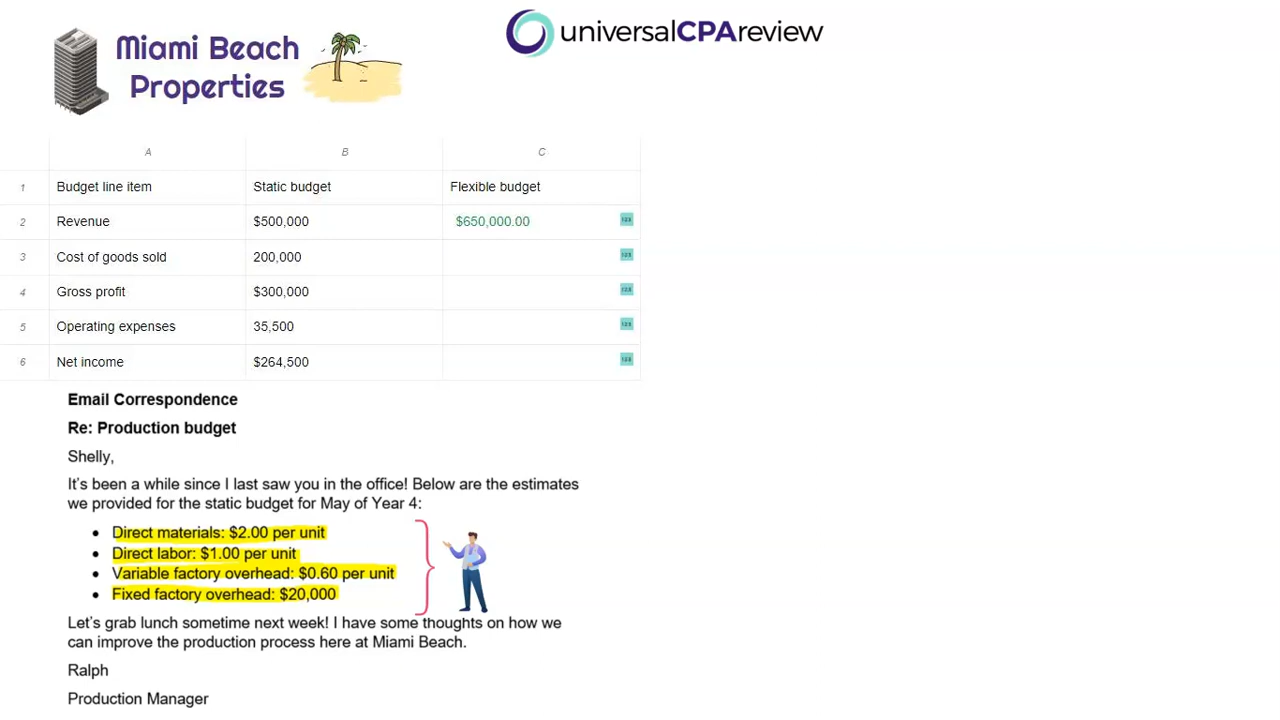 universalCPAreview
Miami Beach
Properties
A B C
1 Budget line item Static budget Flexible budget
2 Revenue $500,000 $650,000.00 123
3 Cost of goods sold 200,000 123
4 Gross profit $300,000 123
5 Operating expenses 35,500 123
6 Net income $264,500 123
Email Correspondence
Re: Production budget
Shelly,
It's been a while since I last saw you in the office! Below are the estimates
we provided for the static budget for May of Year 4:
• Direct materials: $2.00 per unit
• Direct labor: $1.00 per unit
• Variable factory overhead: $0.60 per unit
• Fixed factory overhead: $20,000
Let's grab lunch sometime next week! I have some thoughts on how we
can improve the production process here at Miami Beach.
Ralph
Production Manager